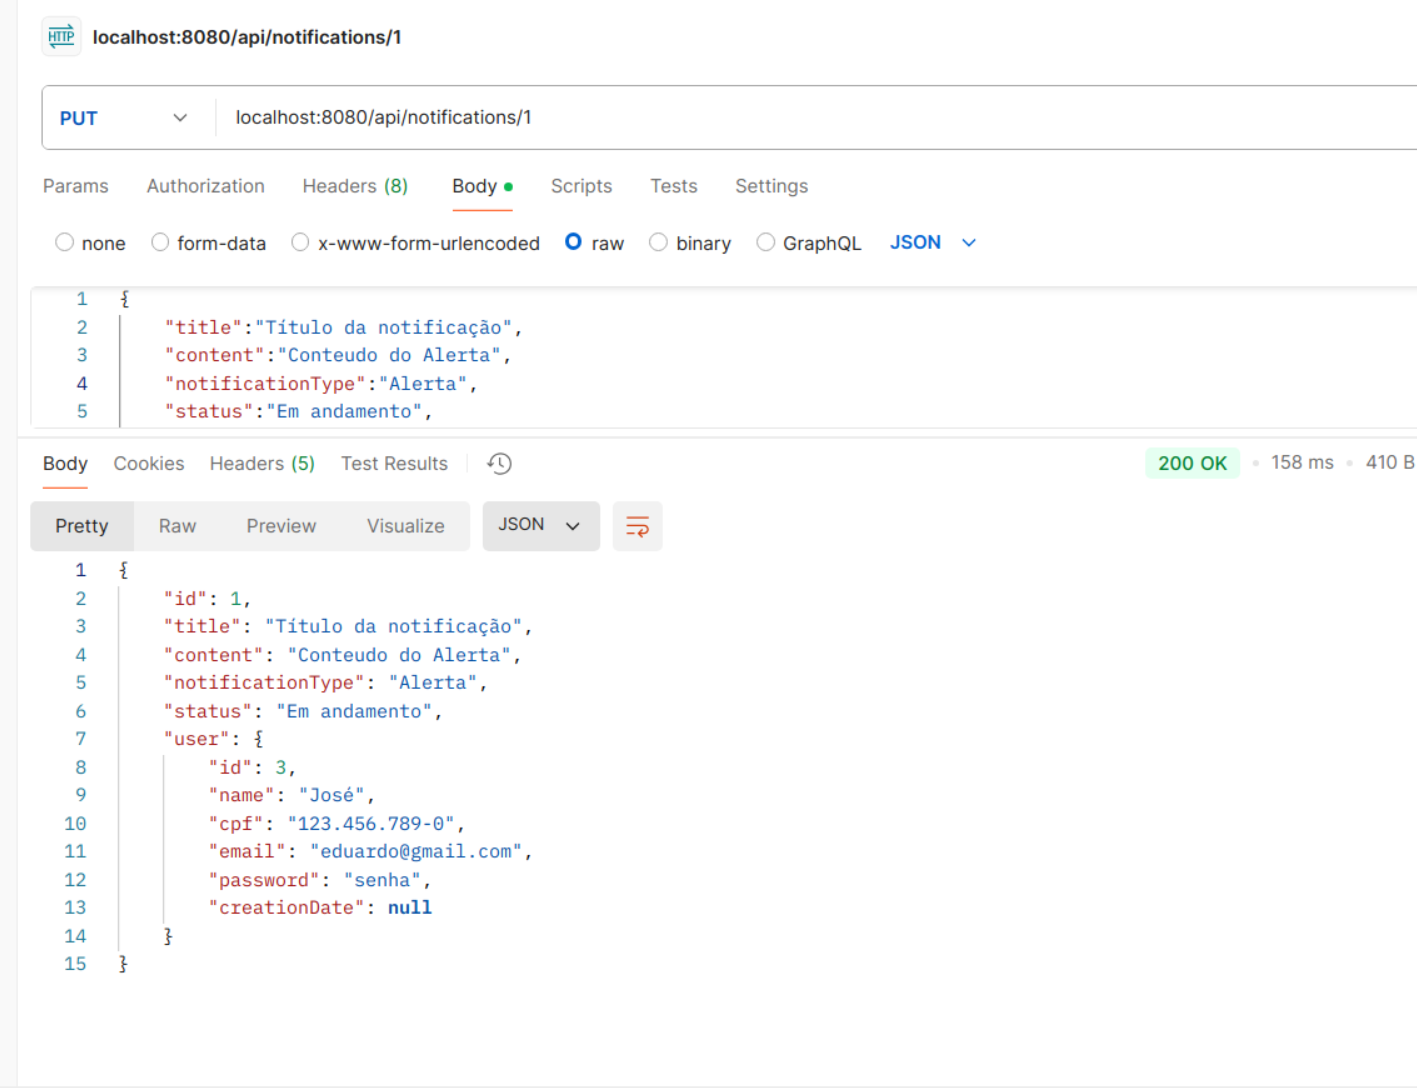 HTTP localhost:8080/api/notifications/1
PUT localhost:8080/api/notifications/1
Params Authorization Headers (8) Body Scripts Tests Settings
none form-data x-www-form-urlencoded raw binary GraphQL JSON
1 {
2 "title":"Título da notificação",
3 "content":"Conteudo do Alerta",
4 "notificationType":"Alerta",
5 "status":"Em andamento",
Body Cookies Headers (5) Test Results 200 OK • 158 ms • 410 B
Pretty Raw Preview Visualize JSON
1 {
2 "id": 1,
3 "title": "Título da notificação",
4 "content": "Conteudo do Alerta",
5 "notificationType": "Alerta",
6 "status": "Em andamento",
7 "user": {
8 "id": 3,
9 "name": "José",
10 "cpf": "123.456.789-0",
11 "email": "eduardo@gmail.com",
12 "password": "senha",
13 "creationDate": null
14 }
15 }